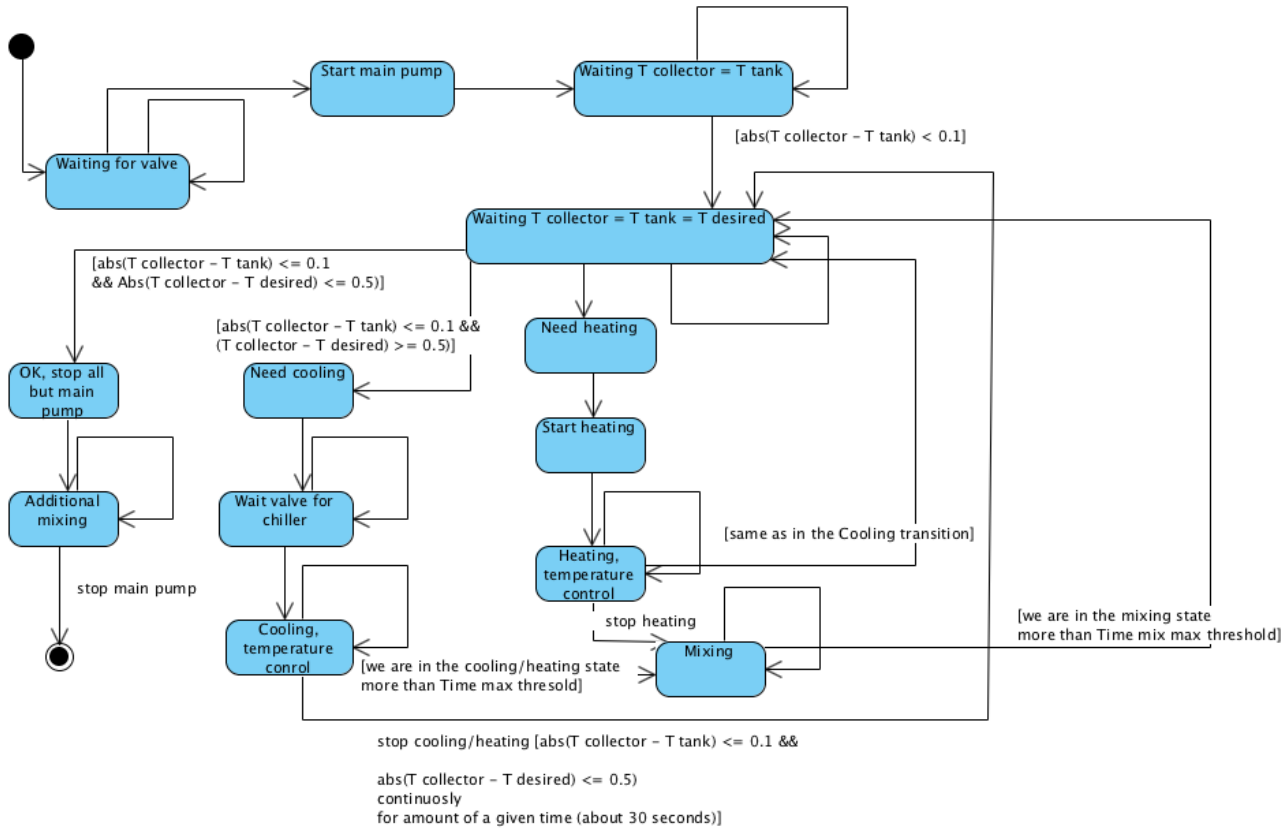 Start main pump
Waiting T collector = T tank
[abs(T collector – T tank) < 0.1]
Waiting for valve
Waiting T collector = T tank = T desired
[abs(T collector – T tank) <= 0.1
&& Abs(T collector – T desired) <= 0.5)]
[abs(T collector – T tank) <= 0.1 &&
(T collector – T desired) >= 0.5)]
Need heating
OK, stop all
but main
pump
Need cooling
Start heating
Additional
mixing
Wait valve for
chiller
[same as in the Cooling transition]
Heating,
temperature
control
stop main pump
stop heating
[we are in the mixing state
more than Time mix max threshold]
Cooling,
temperature
conrol
Mixing
[we are in the cooling/heating state
more than Time max thresold]
stop cooling/heating [abs(T collector – T tank) <= 0.1 &&
abs(T collector – T desired) <= 0.5)
continuosly
for amount of a given time (about 30 seconds)]